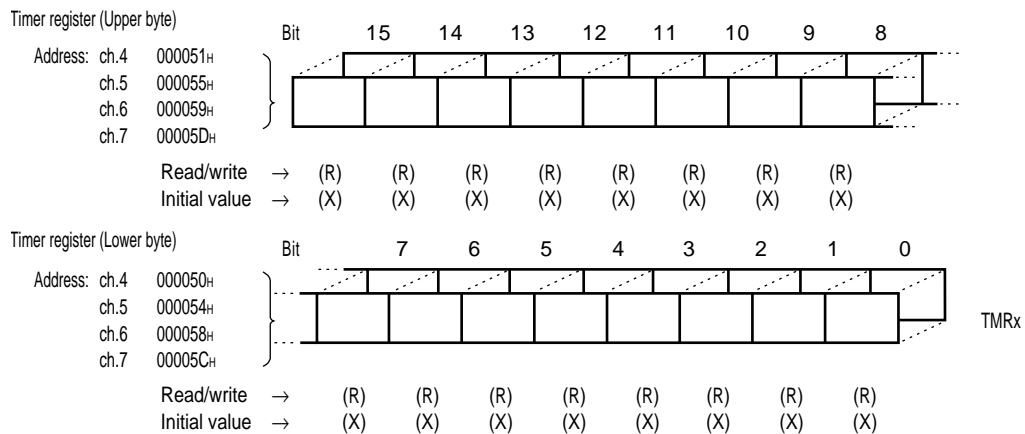 Timer register (Upper byte)
Bit 15 14 13 12 11 10 9 8
Address: ch.4 000051H
ch.5 000055H
ch.6 000059H
ch.7 00005DH
Read/write → (R) (R) (R) (R) (R) (R) (R) (R)
Initial value → (X) (X) (X) (X) (X) (X) (X) (X)
Timer register (Lower byte)
Bit 7 6 5 4 3 2 1 0
Address: ch.4 000050H
ch.5 000054H
ch.6 000058H
ch.7 00005CH
TMRx
Read/write → (R) (R) (R) (R) (R) (R) (R) (R)
Initial value → (X) (X) (X) (X) (X) (X) (X) (X)